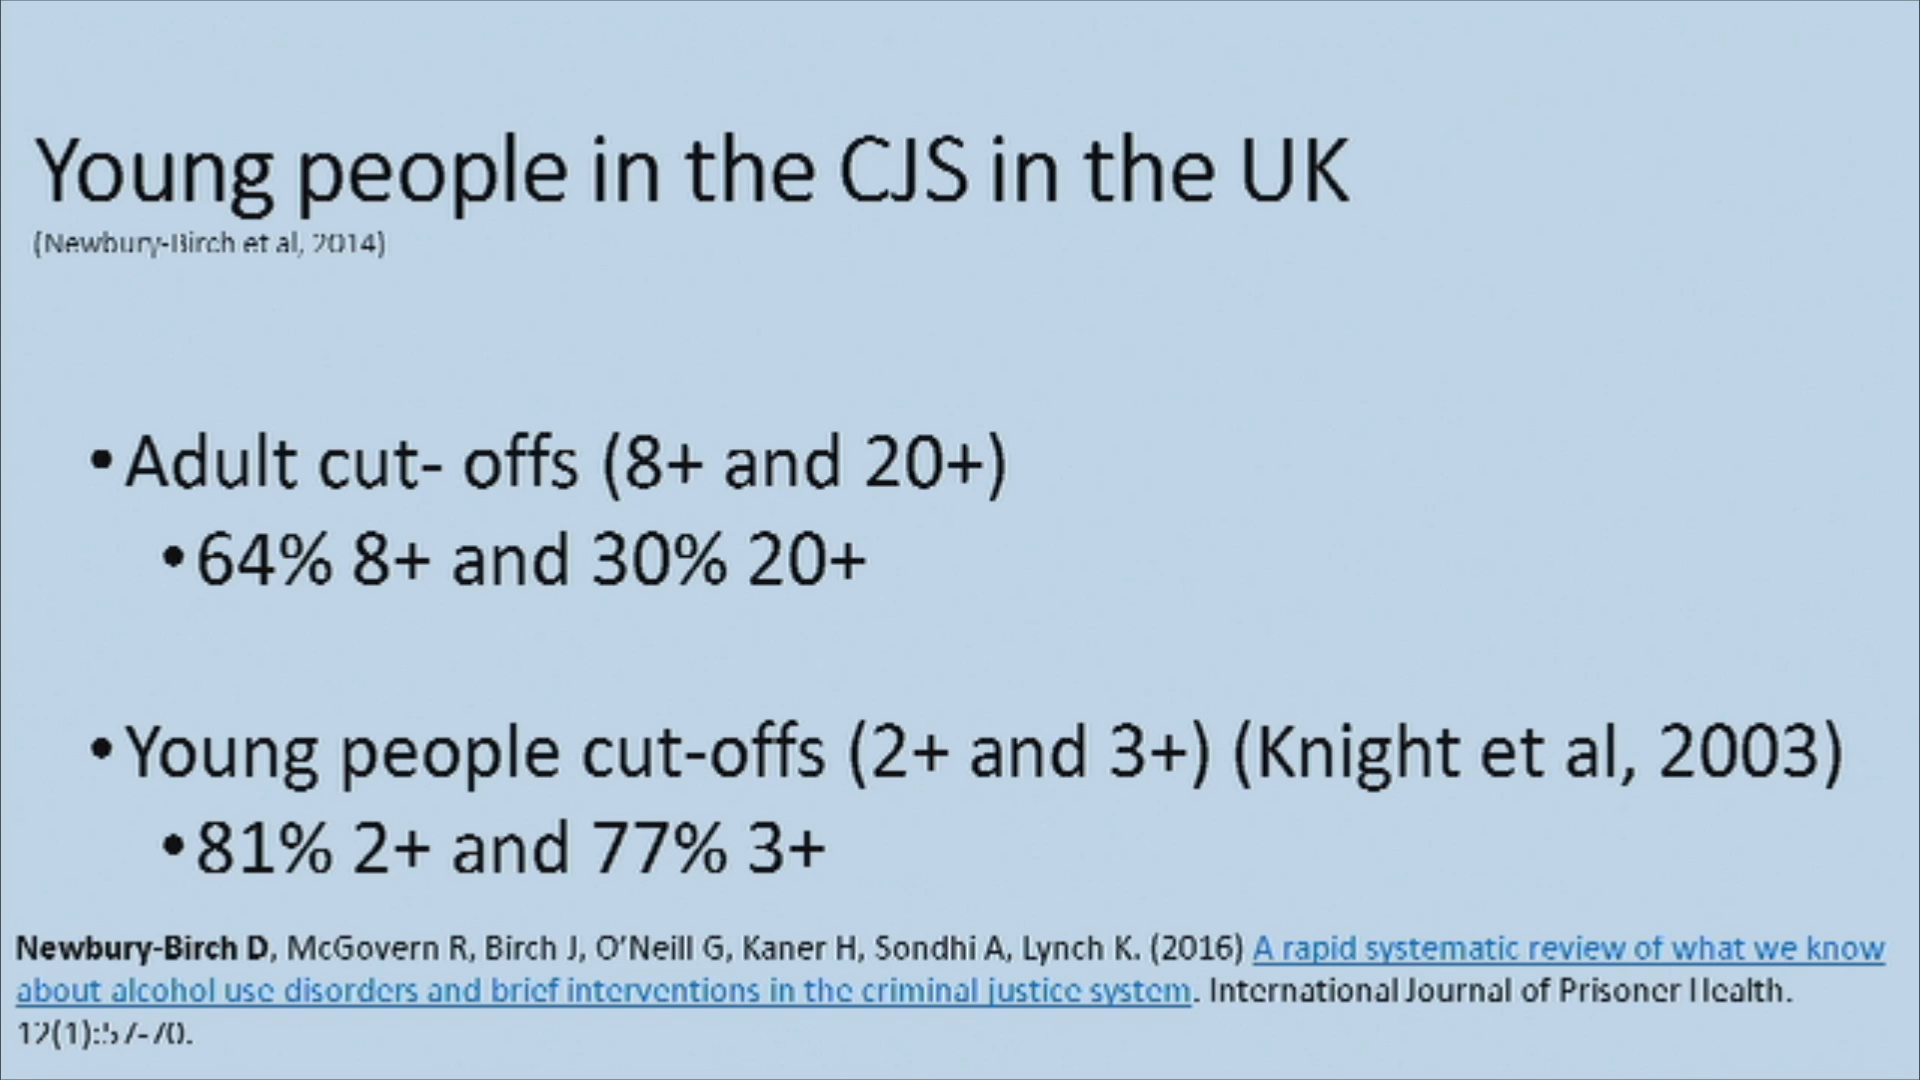 Young people in the CJS in the UK
(Newbury-Birch et al, 2014)
•Adult cut- offs (8+ and 20+)
•64% 8+ and 30% 20+
•Young people cut-offs (2+ and 3+) (Knight et al, 2003)
•81% 2+ and 77% 3+
Newbury-Birch D, McGovern R, Birch J, O’Neill G, Kaner H, Sondhi A, Lynch K. (2016) A rapid systematic review of what we know
about alcohol use disorders and brief interventions in the criminal justice system. International Journal of Prisoner Health.
12(1):57-70.